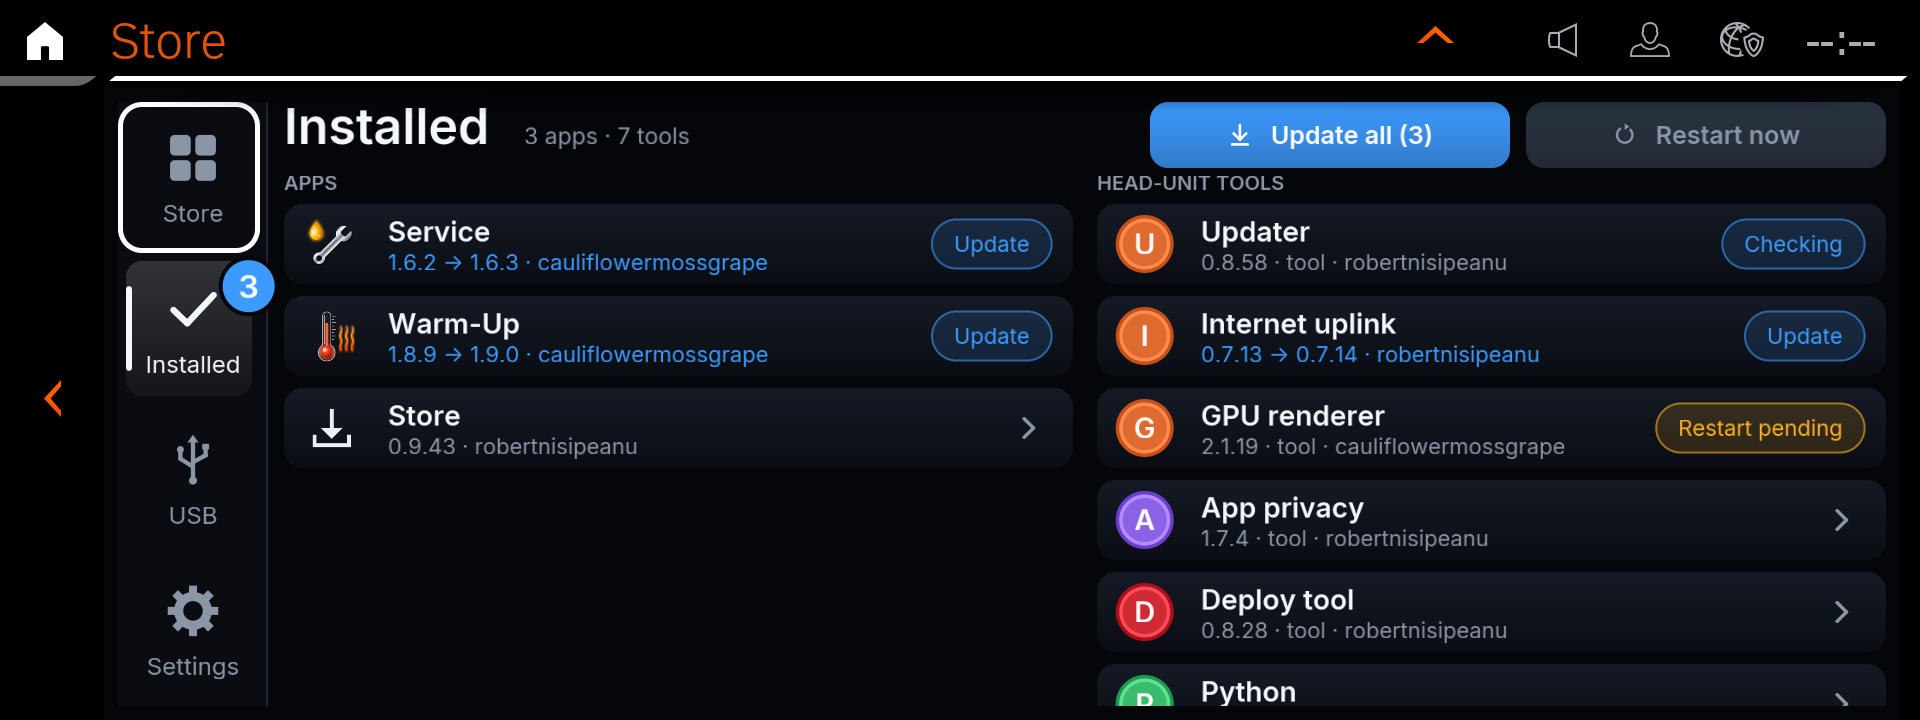 Store
--:--
Store
3
Installed
USB
Settings
Installed
3 apps · 7 tools
Update all (3)
Restart now
APPS
Service
1.6.2 → 1.6.3 · cauliflowermossgrape
Update
Warm-Up
1.8.9 → 1.9.0 · cauliflowermossgrape
Update
Store
0.9.43 · robertnisipeanu
HEAD-UNIT TOOLS
U
Updater
0.8.58 · tool · robertnisipeanu
Checking
I
Internet uplink
0.7.13 → 0.7.14 · robertnisipeanu
Update
G
GPU renderer
2.1.19 · tool · cauliflowermossgrape
Restart pending
A
App privacy
1.7.4 · tool · robertnisipeanu
D
Deploy tool
0.8.28 · tool · robertnisipeanu
P
Python